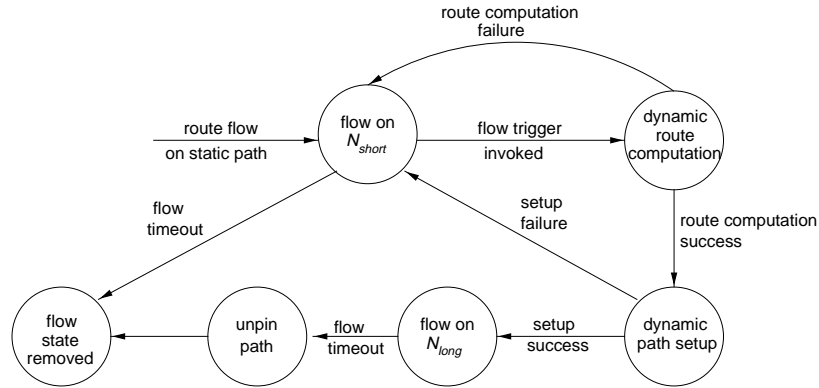 route computation
failure
route flow
on static path
flow on
N_short
flow trigger
invoked
dynamic
route
computation
flow
timeout
setup
failure
route computation
success
flow
state
removed
unpin
path
flow
timeout
flow on
N_long
setup
success
dynamic
path setup